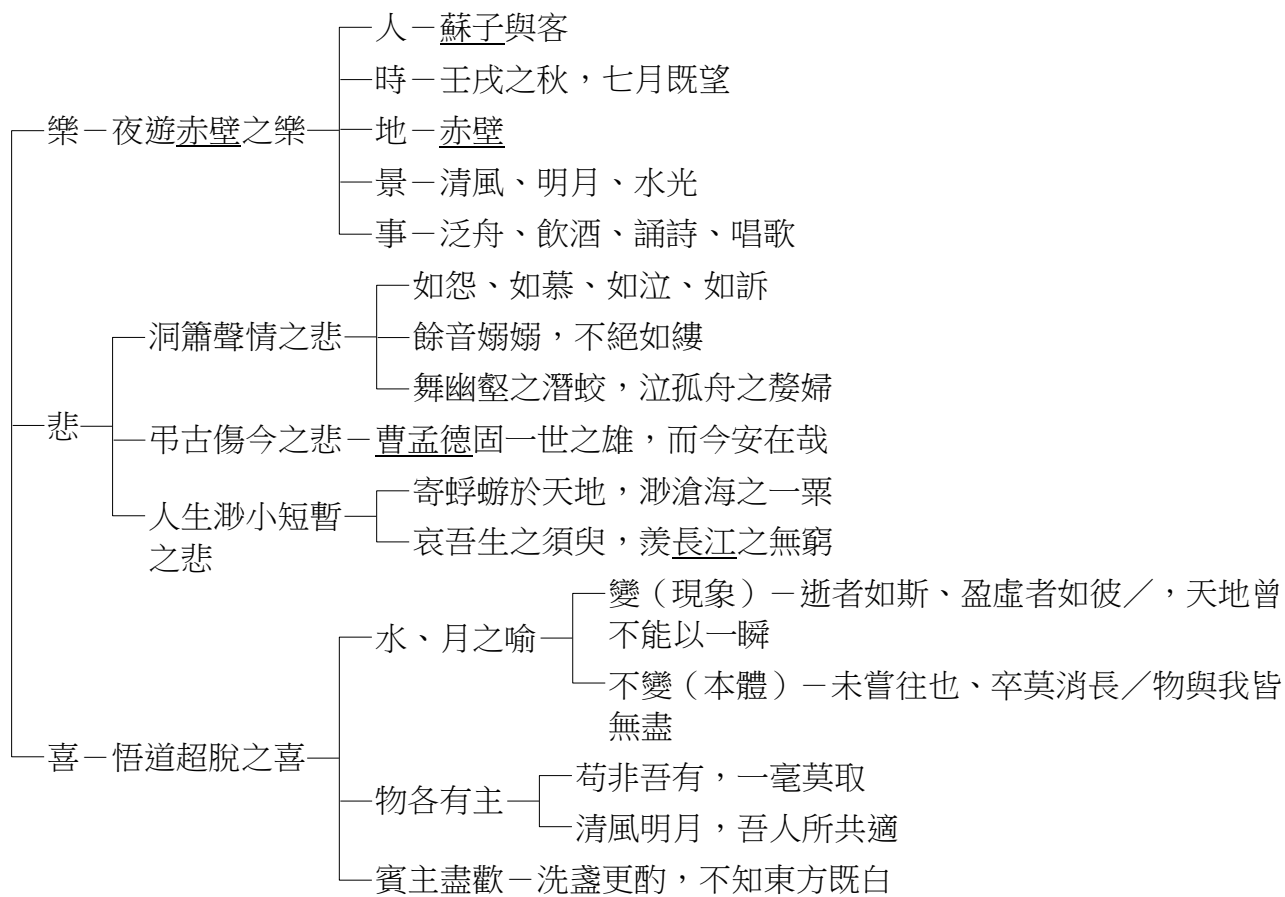 人－蘇子與客
時－壬戌之秋，七月既望
樂－夜遊赤壁之樂
地－赤壁
景－清風、明月、水光
事－泛舟、飲酒、誦詩、唱歌
悲
洞簫聲情之悲
如怨、如慕、如泣、如訴
餘音嫋嫋，不絕如縷
舞幽壑之潛蛟，泣孤舟之嫠婦
弔古傷今之悲－曹孟德固一世之雄，而今安在哉
人生渺小短暫
之悲
寄蜉蝣於天地，渺滄海之一粟
哀吾生之須臾，羨長江之無窮
喜－悟道超脫之喜
水、月之喻
變（現象）－逝者如斯、盈虛者如彼／，天地曾
不能以一瞬
不變（本體）－未嘗往也、卒莫消長／物與我皆
無盡
物各有主
苟非吾有，一毫莫取
清風明月，吾人所共適
賓主盡歡－洗盞更酌，不知東方既白